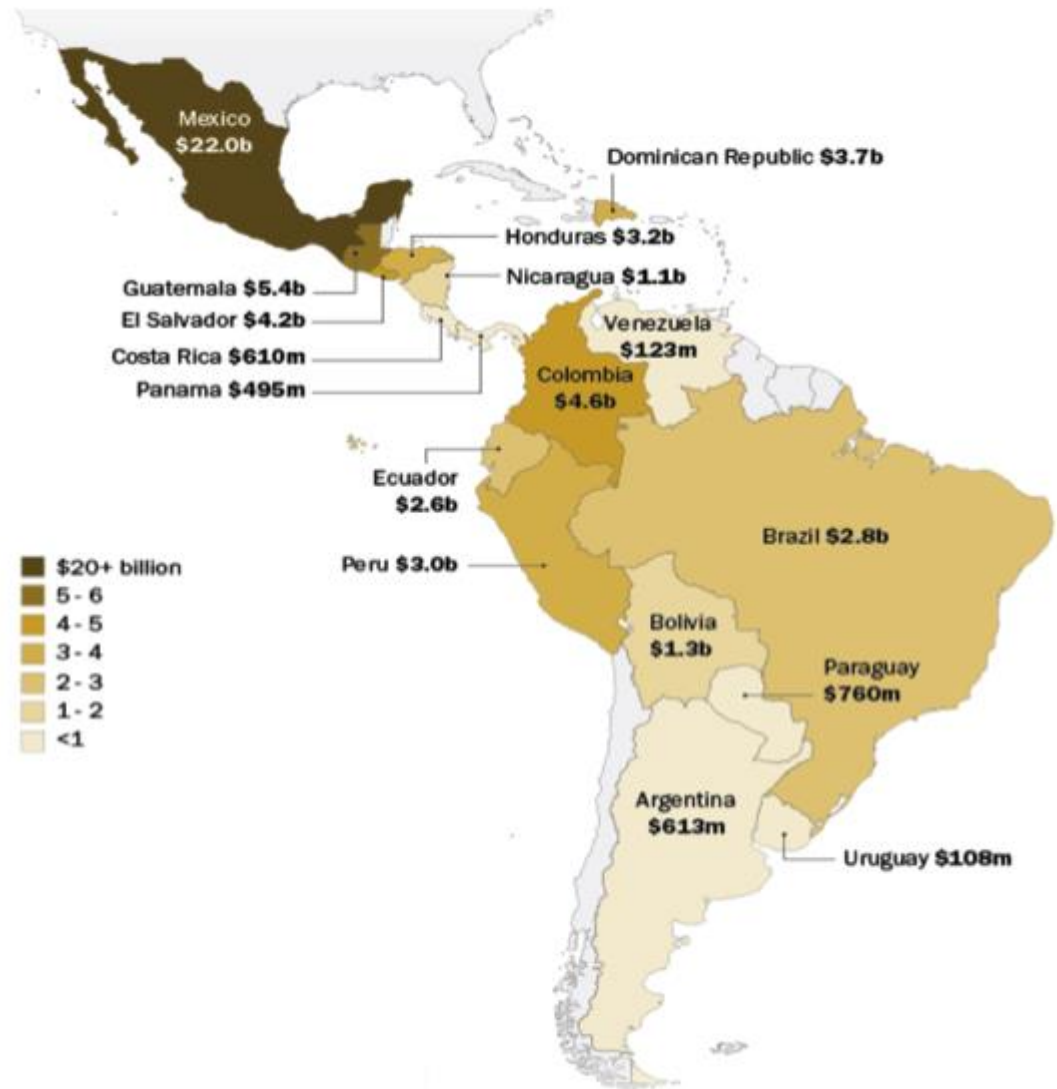 Mexico
$22.0b
Dominican Republic $3.7b
Honduras $3.2b
Nicaragua $1.1b
Guatemala $5.4b
El Salvador $4.2b
Costa Rica $610m
Panama $495m
Venezuela
$123m
Colombia
$4.6b
Ecuador
$2.6b
Brazil $2.8b
Peru $3.0b
Bolivia
$1.3b
Paraguay
$760m
Argentina
$613m
Uruguay $108m
$20+ billion
5 - 6
4 - 5
3 - 4
2 - 3
1 - 2
<1